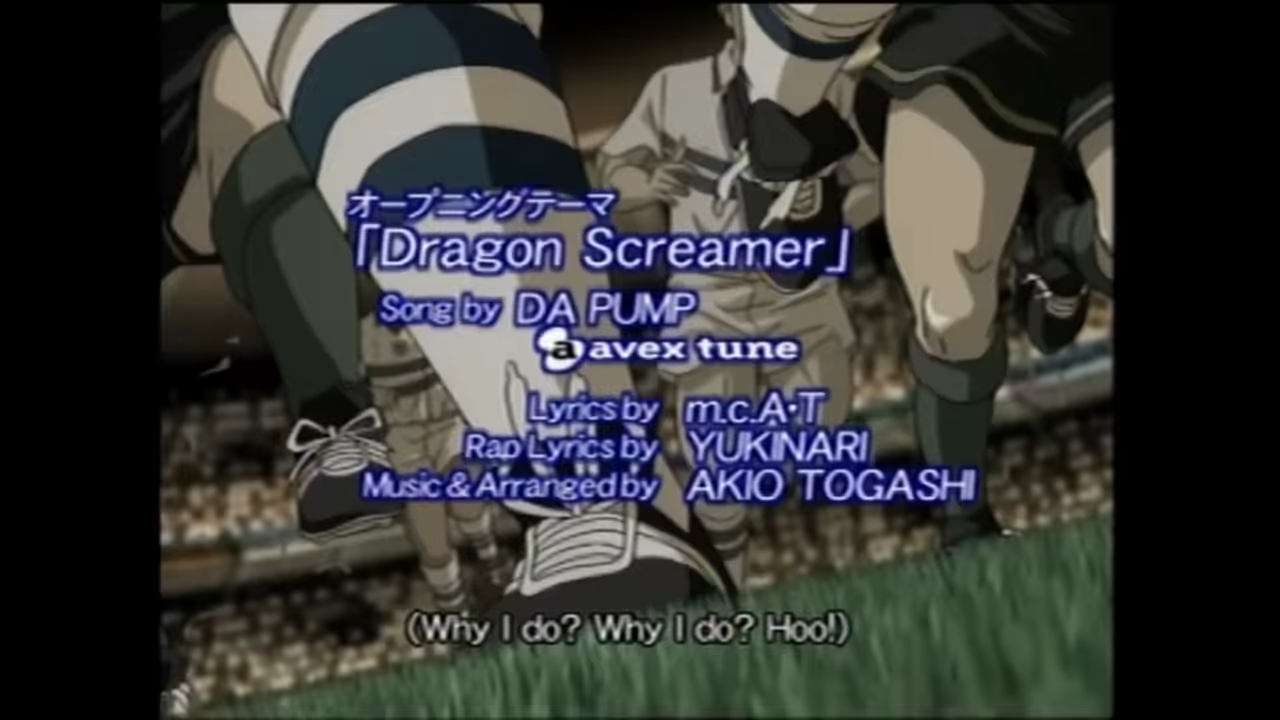 オープニングテーマ
「Dragon Screamer」
Song by DA PUMP
a avex tune
Lyrics by m.c.A・T
Rap Lyrics by YUKINARI
Music & Arranged by AKIO TOGASHI
(Why I do? Why I do? Hoo!)